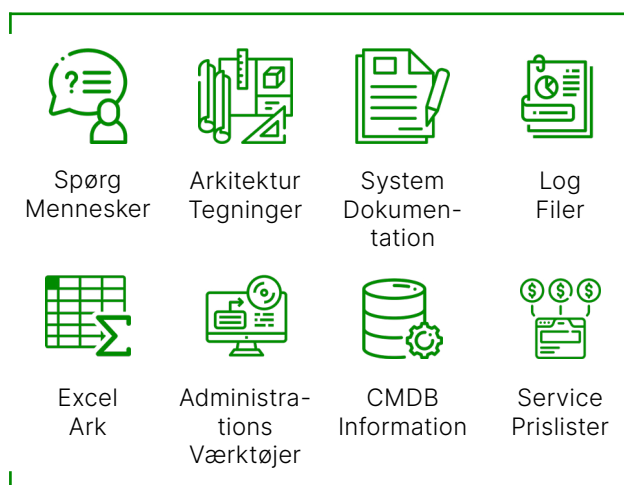 Spørg
Mennesker
Arkitektur
Tegninger
System
Dokumen-
tation
Log
Filer
Excel
Ark
Administra-
tions
Værktøjer
CMDB
Information
Service
Prislister